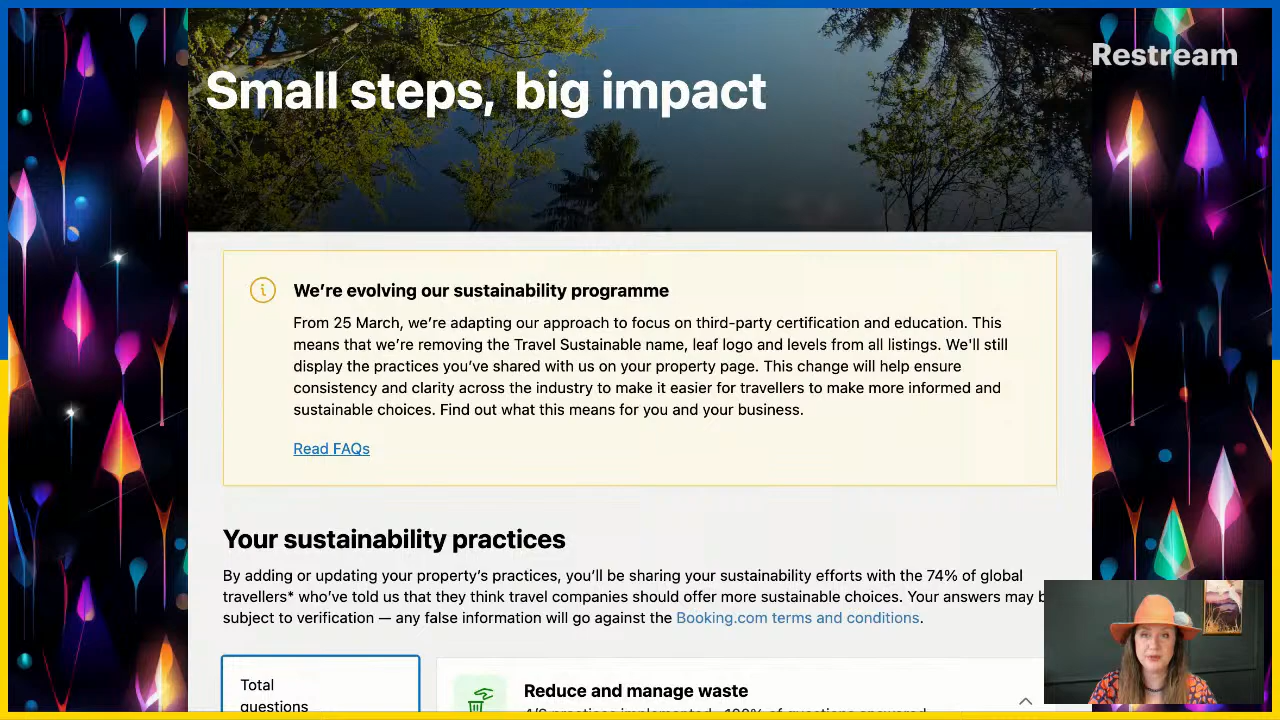 Restream
Small steps, big impact
We're evolving our sustainability programme
From 25 March, we're adapting our approach to focus on third-party certification and education. This
means that we're removing the Travel Sustainable name, leaf logo and levels from all listings. We'll still
display the practices you've shared with us on your property page. This change will help ensure
consistency and clarity across the industry to make it easier for travellers to make more informed and
sustainable choices. Find out what this means for you and your business.
Read FAQs
Your sustainability practices
By adding or updating your property's practices, you'll be sharing your sustainability efforts with the 74% of global
travellers* who've told us that they think travel companies should offer more sustainable choices. Your answers may
subject to verification — any false information will go against the Booking.com terms and conditions.
Total
questions
Reduce and manage waste